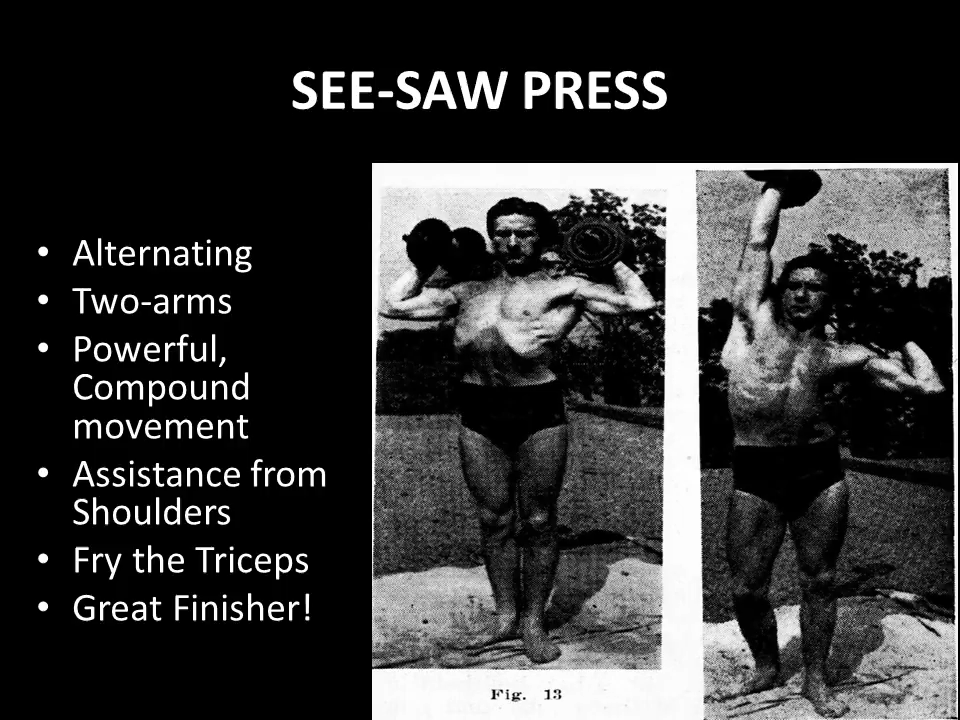 SEE-SAW PRESS
• Alternating
• Two-arms
• Powerful,
Compound
movement
• Assistance from
Shoulders
• Fry the Triceps
• Great Finisher!
Fig. 13